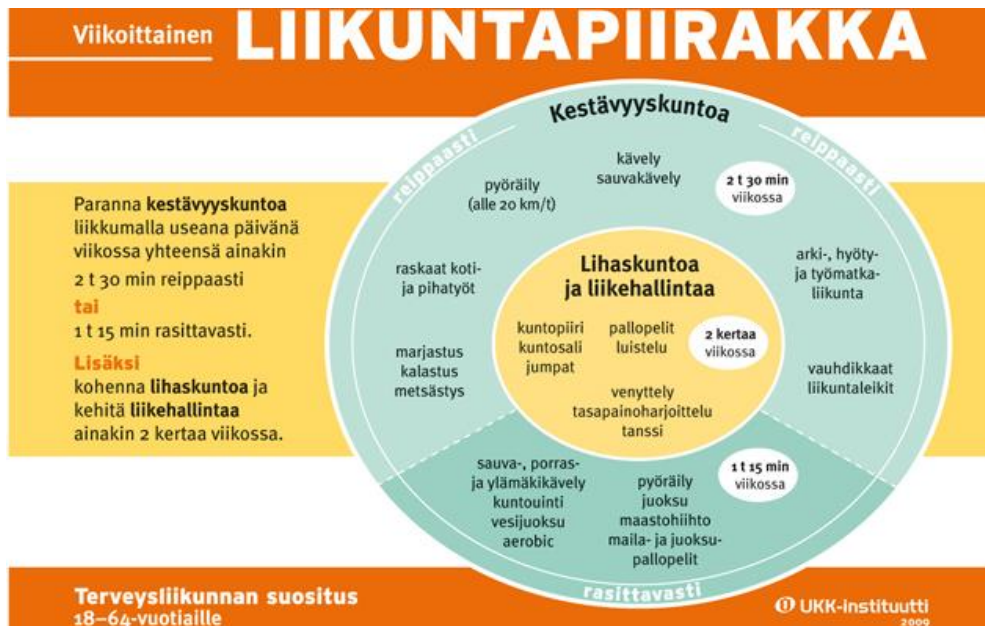 Viikoittainen LIIKUNTAPIIRAKKA
Paranna kestävyyskuntoa
liikkumalla useana päivänä
viikossa yhteensä ainakin
2 t 30 min reippaasti
tai
1 t 15 min rasittavasti.
Lisäksi
kohenna lihaskuntoa ja
kehitä liikehallintaa
ainakin 2 kertaa viikossa.
Kestävyyskuntoa
reippaasti
reippaasti
kävely
sauvakävely
2 t 30 min
viikossa
pyöräily
(alle 20 km/t)
raskaat koti-
ja pihatyöt
arki-, hyöty-
ja työmatka-
liikunta
marjastus
kalastus
metsästys
vauhdikkaat
liikuntaleikit
Lihaskuntoa
ja liikehallintaa
kuntopiiri
kuntosali
jumpat
pallopelit
luistelu
2 kertaa
viikossa
venyttely
tasapainoharjoittelu
tanssi
sauva-, porras-
ja ylämäkikävely
kuntouinti
vesijuoksu
aerobic
pyöräily
juoksu
maastohiihto
maila- ja juoksu-
pallopelit
1 t 15 min
viikossa
rasittavasti
Terveysliikunnan suositus
18–64-vuotiaille
UKK-instituutti
2009